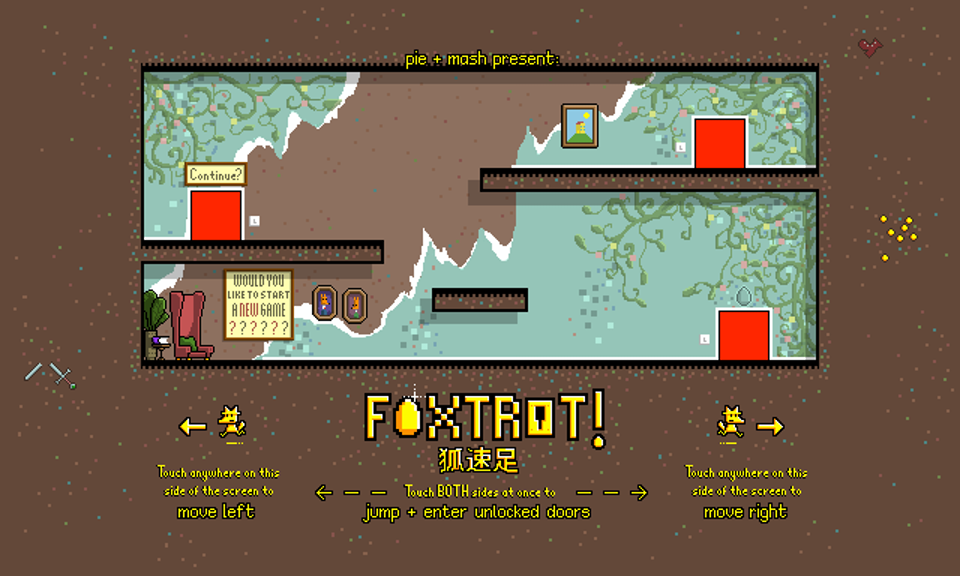 pie + mash present:
Continue?
L
L
WOULD YOU
LIKE TO START
A NEW GAME
??????
L
FOXTROT!
狐速足
Touch anywhere on this
side of the screen to
move left
Touch BOTH sides at once to
jump + enter unlocked doors
Touch anywhere on this
side of the screen to
move right